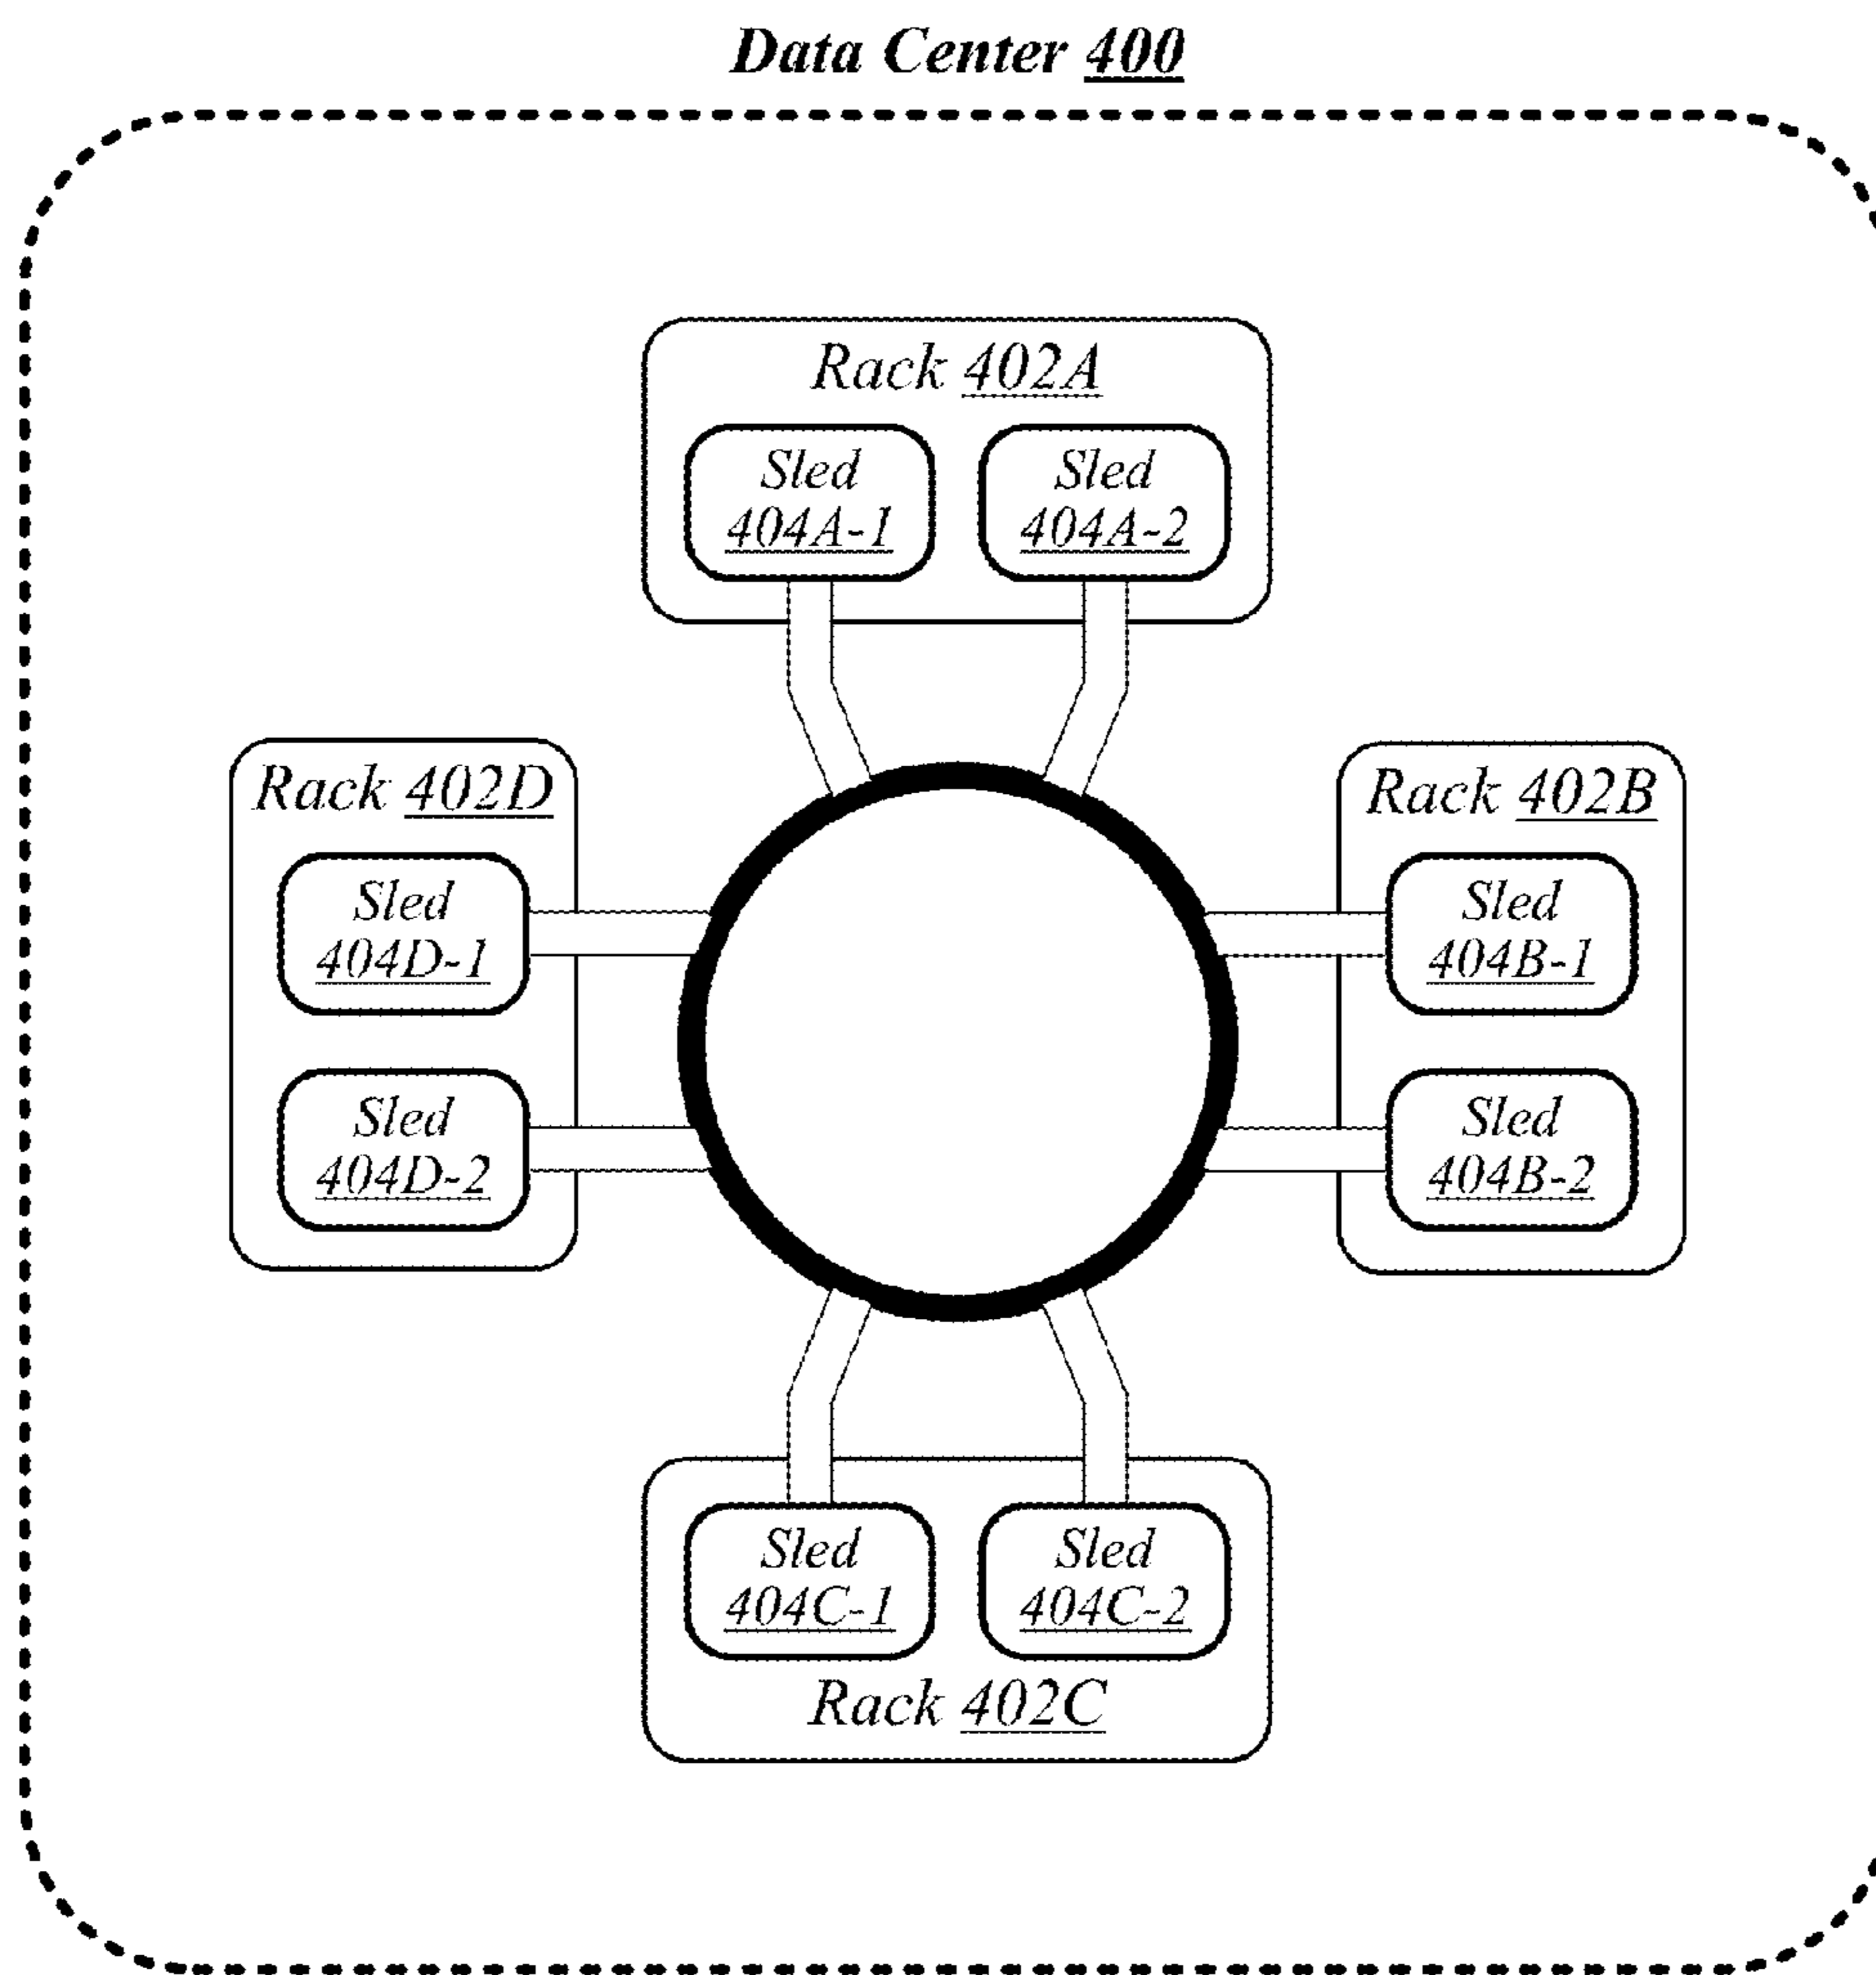 Data Center 400
Rack 402A
Sled
404A-1
Sled
404A-2
Rack 402D
Sled
404D-1
Sled
404D-2
Rack 402B
Sled
404B-1
Sled
404B-2
Sled
404C-1
Sled
404C-2
Rack 402C